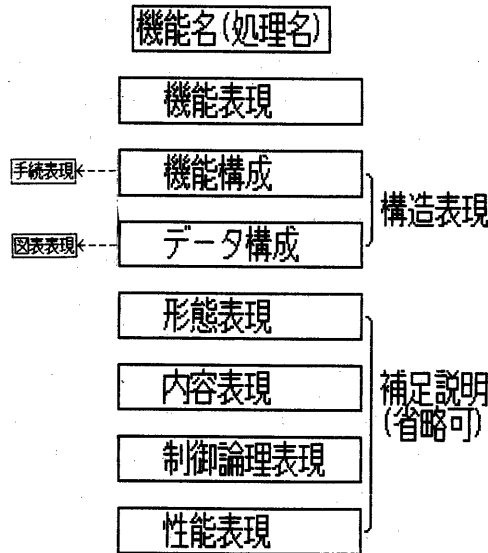 機能名(処理名)
機能表現
手続表現
機能構成
構造表現
図表表現
データ構成
形態表現
内容表現
補足説明
(省略可)
制御論理表現
性能表現